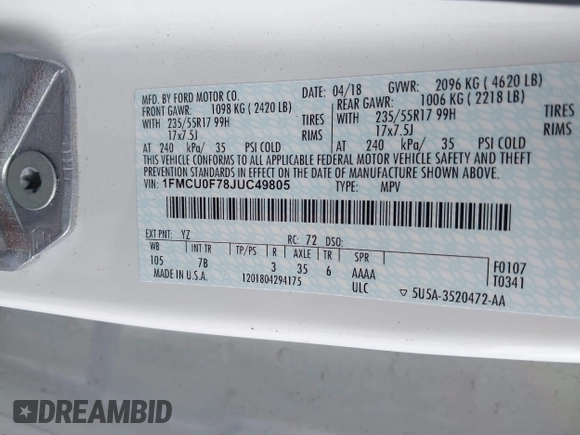 MFD. BY FORD MOTOR CO. 04/18 GVWR: 2096 KG ( 4620 LB)
FRONT GAWR: 1098 KG ( 2420 LB) REAR GAWR: 1006 KG ( 2218 LB)
WITH 235/55R17 99H TIRES WITH 235/55R17 99H TIRES
17x7.5J RIMS 17x7.5J RIMS
AT 240 kPa/ 35 PSI COLD AT 240 kPa/ 35 PSI COLD
THIS VEHICLE CONFORMS TO ALL APPLICABLE FEDERAL MOTOR VEHICLE SAFETY AND THEFT
PREVENTION STANDARDS IN EFFECT ON THE DATE OF MANUFACTURE SHOWN ABOVE.
VIN: 1FMCU0F78JUC49805 TYPE: MPV
EXT PNT: YZ RC: 72 DSO: F0107
WB INT TR TP/PS R AXLE TR SPR T0341
105 7B 3 35 6 AAAA
MADE IN U.S.A. 1201804294175 ULC ▽ 5U5A-3520472-AA
DREAMBID